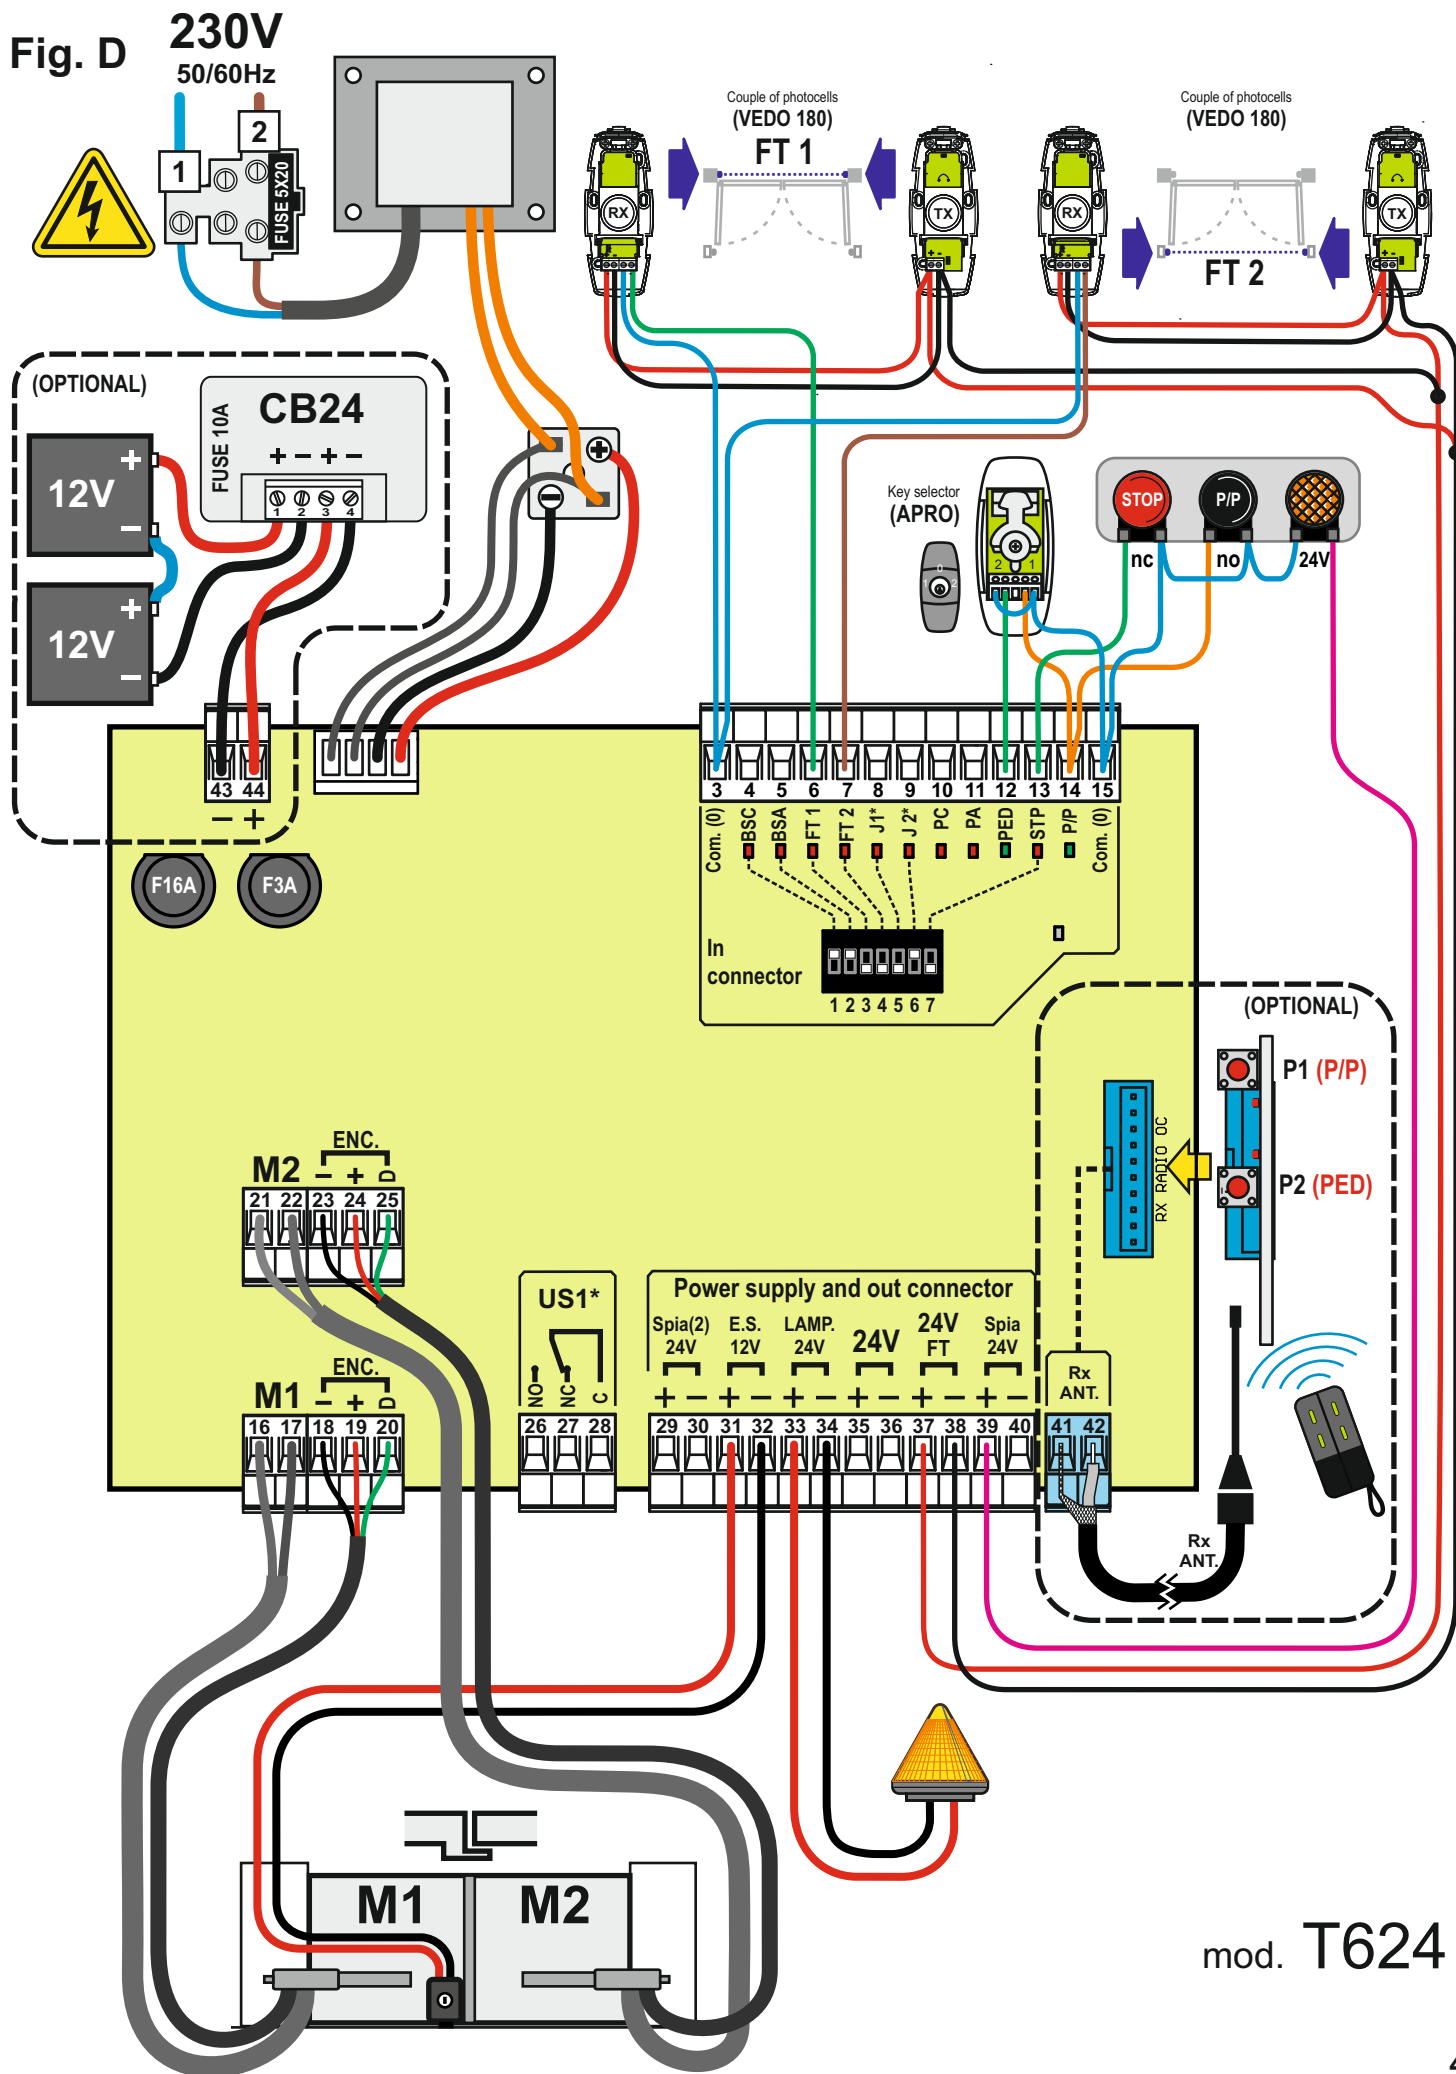 Fig. D
230V
50/60Hz
1
2
FUSE 5X20
Couple of photocells
(VEDO 180)
FT 1
RX
TX
+ -
Couple of photocells
(VEDO 180)
FT 2
RX
TX
+ -
(OPTIONAL)
12V
+
−
12V
+
−
FUSE 10A
CB24
+ − + −
1 2 3 4
+
−
Key selector
(APRO)
0
1 2
2 1
STOP
P/P
nc
no
24V
43 44
− +
F16A
F3A
3 4 5 6 7 8 9 10 11 12 13 14 15
Com. (0)
BSC
BSA
FT 1
FT 2
J1*
J 2*
PC
PA
PED
STP
P/P
Com. (0)
In
connector
1 2 3 4 5 6 7
(OPTIONAL)
P1 (P/P)
P2 (PED)
RX RADIO OC
ENC.
M2 − + D
21 22 23 24 25
ENC.
M1 − + D
16 17 18 19 20
US1*
NO
NC
C
26 27 28
Power supply and out connector
Spia(2)
24V
E.S.
12V
LAMP.
24V
24V
24V
FT
Spia
24V
+ − + − + − + − + − + −
29 30 31 32 33 34 35 36 37 38 39 40
Rx
ANT.
41 42
Rx
ANT.
M1
M2
mod. T624